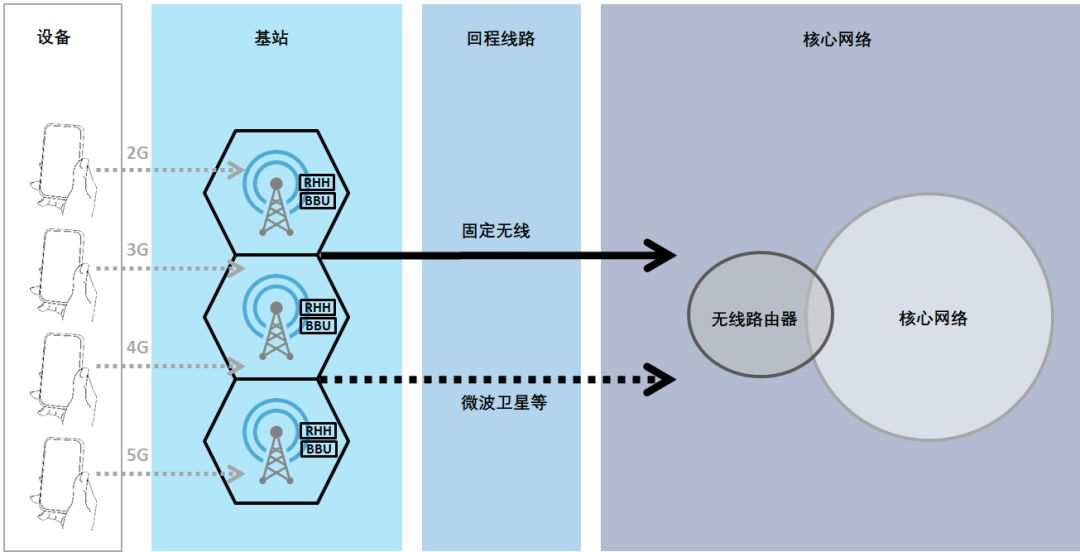 设备
基站
回程线路
核心网络
2G
RHH
BBU
3G
固定无线
RHH
BBU
无线路由器
核心网络
4G
微波卫星等
RHH
BBU
5G